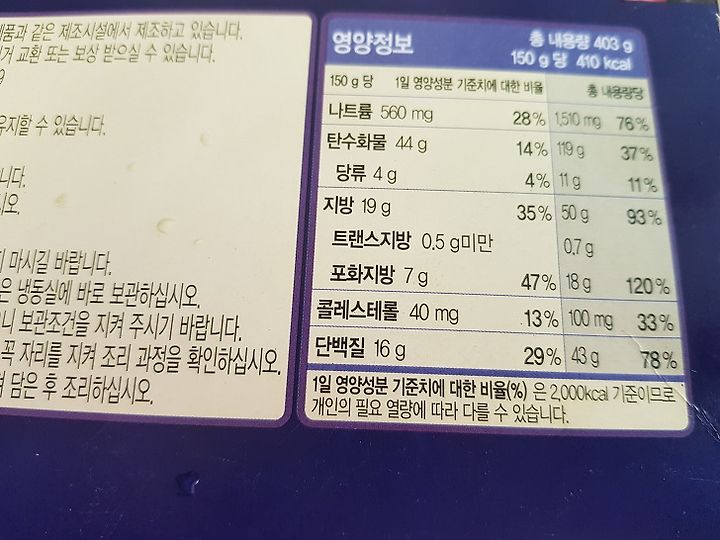 제품과 같은 제조시설에서 제조하고 있습니다.
교환 또는 보상 받으실 수 있습니다.
유지할 수 있습니다.
니다.
시오.
마시길 바랍니다.
은 냉동실에 바로 보관하십시오.
니 보관조건을 지켜 주시기 바랍니다.
꼭 자리를 지켜 조리 과정을 확인하십시오.
담은 후 조리하십시오.
영양정보
총 내용량 403 g
150 g 당 410 kcal
150 g 당 1일 영양성분 기준치에 대한 비율 총 내용량당
나트륨 560 mg 28% 1,510 mg 76%
탄수화물 44 g 14% 119 g 37%
당류 4 g 4% 11 g 11%
지방 19 g 35% 50 g 93%
트랜스지방 0.5 g미만 0.7 g
포화지방 7 g 47% 18 g 120%
콜레스테롤 40 mg 13% 100 mg 33%
단백질 16 g 29% 43 g 78%
1일 영양성분 기준치에 대한 비율(%) 은 2,000kcal 기준이므로
개인의 필요 열량에 따라 다를 수 있습니다.